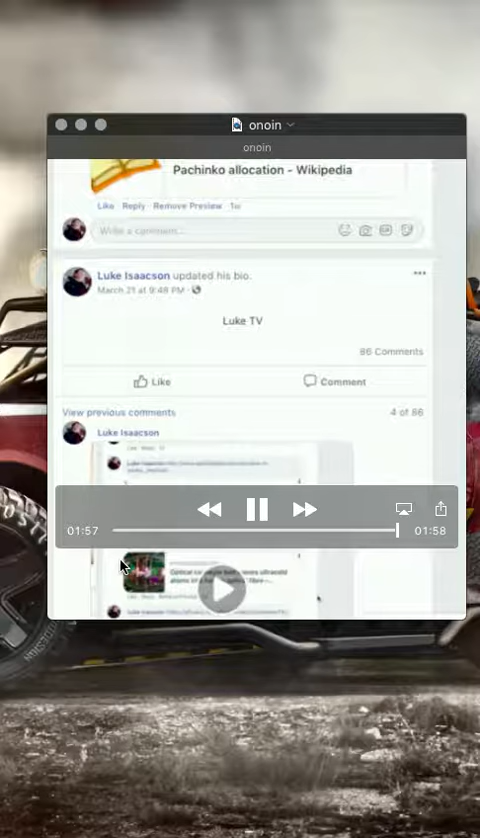 onoin
onoin
Pachinko allocation - Wikipedia
Like Reply Remove Preview 1w
Write a comment...
Luke Isaacson updated his bio.
March 21 at 9:48 PM
Luke TV
86 Comments
Like Comment
View previous comments 4 of 86
Luke Isaacson
01:57 01:58